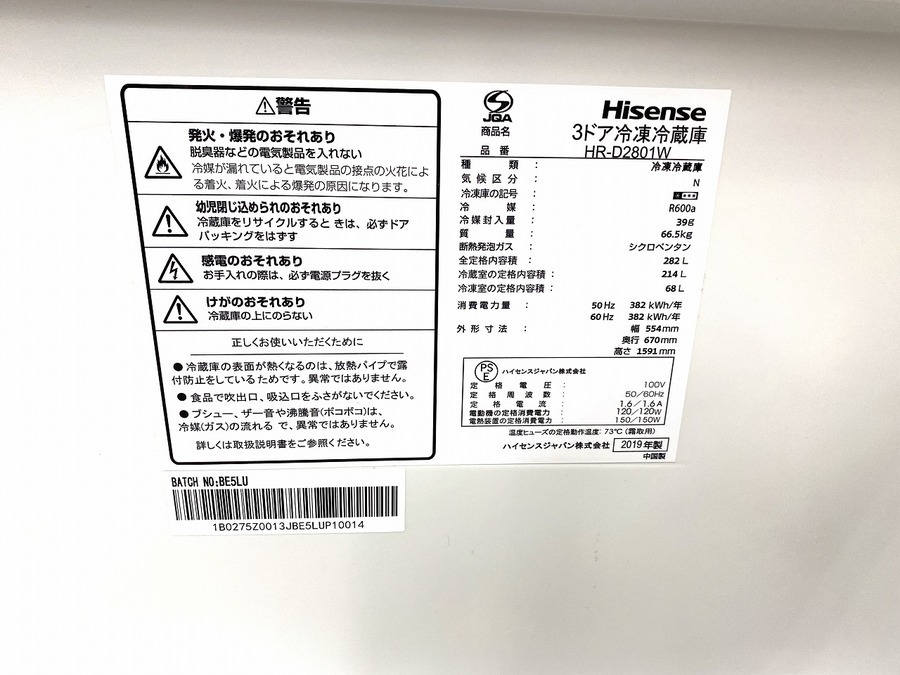 ⚠警告
発火・爆発のおそれあり
脱臭器などの電気製品を入れない
冷媒が漏れていると電気製品の接点の火花によ
る着火、着火による爆発の原因になります。
幼児閉じ込められのおそれあり
冷蔵庫をリサイクルすると きは、必ずドア
パッキングをはずす
感電のおそれあり
お手入れの際は、必ず電源プラグを抜く
けがのおそれあり
冷蔵庫の上にのらない
正しくお使いいただくために
●冷蔵庫の表面が熱くなるのは、放熱パイプで露
付防止をしているためです。異常ではありません。
●食品で吹出口、吸込口をふさがないでください。
●ブシュー、ザー音や沸騰音(ポコポコ)は、
冷媒(ガス)の流れる で、異常ではありません。
詳しくは取扱説明書をご参照ください。
JQA
Hisense
商品名 3ドア冷凍冷蔵庫
品番 HR-D2801W
種類: 冷凍冷蔵庫
気候区分: N
冷凍庫の記号:
冷媒: R600a
冷媒封入量: 39g
質量: 66.5kg
断熱発泡ガス: シクロペンタン
全定格内容積: 282L
冷蔵室の定格内容積: 214L
冷凍室の定格内容積: 68L
消費電力量: 50Hz 382 kWh/年
60Hz 382 kWh/年
外形寸法: 幅 554mm
奥行 670mm
高さ 1591mm
PS
E
ハイセンスジャパン株式会社
定格電圧: 100V
定格周波数: 50/60Hz
定格電流: 1.6/1.6A
電動機の定格消費電力: 120/120W
電熱装置の定格消費電力: 150/150W
温度ヒューズの定格動作温度: 73℃(霜取用)
ハイセンスジャパン株式会社 2019年製
中国製
BATCH NO:BE5LU
1B0275Z0013JBE5LUP10014